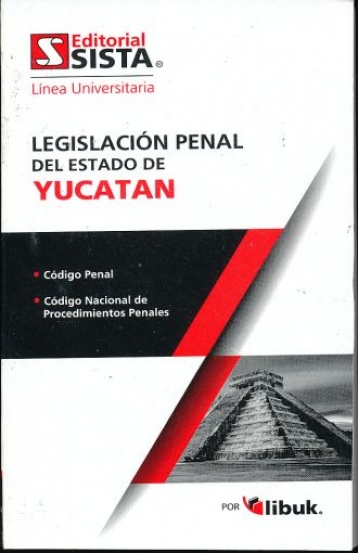 Editorial
SISTA®
Línea Universitaria
LEGISLACIÓN PENAL
DEL ESTADO DE
YUCATAN
• Código Penal
• Código Nacional de
Procedimientos Penales
POR libuk.